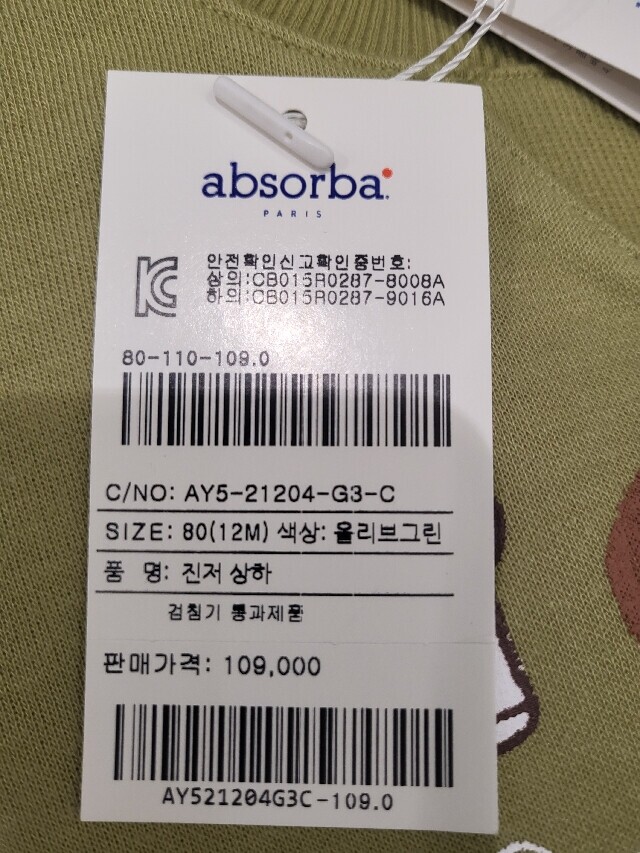 absorba
PARIS
안전확인신고확인증번호:
상의:CB015R0287-8008A
하의:CB015R0287-9016A
80-110-109.0
C/NO: AY5-21204-G3-C
SIZE: 80(12M) 색상: 올리브그린
품 명: 진저 상하
검침기 통과제품
판매가격: 109,000
AY521204G3C-109.0